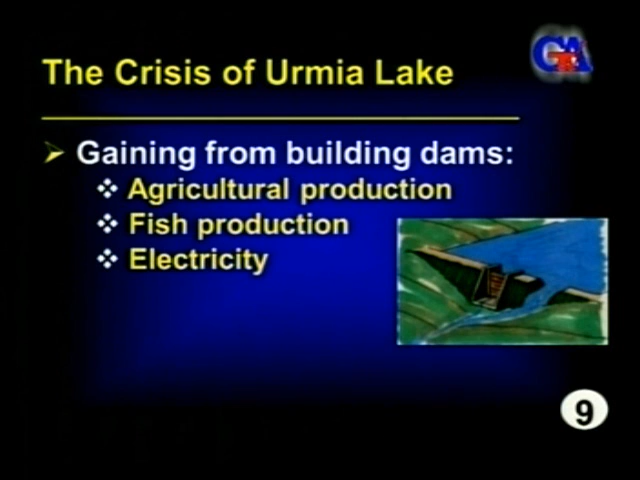 The Crisis of Urmia Lake
Gaining from building dams:
Agricultural production
Fish production
Electricity
9